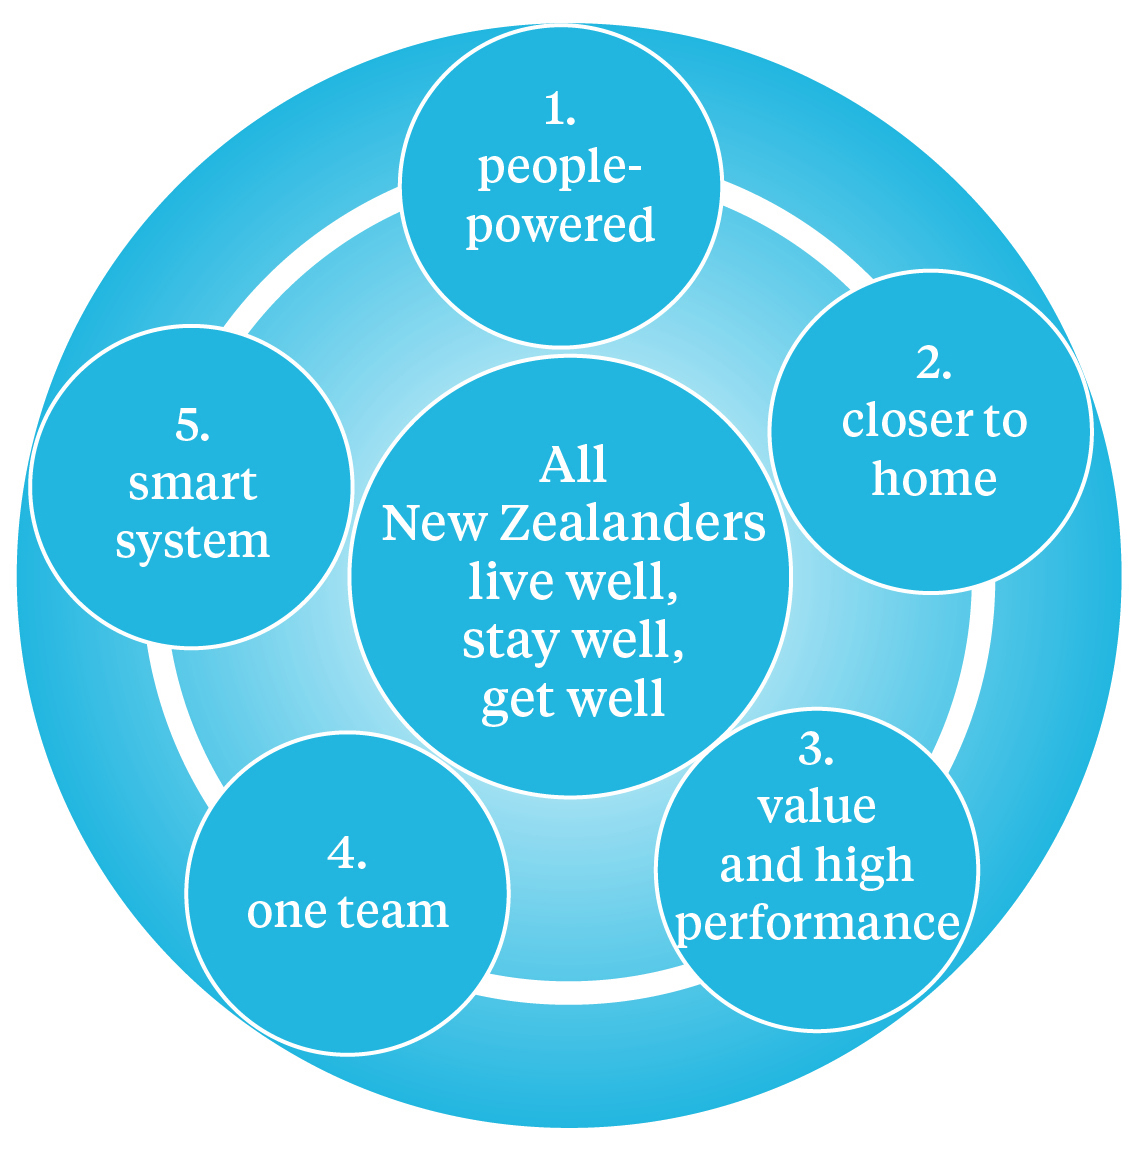 1.
people-
powered
2.
closer to
home
3.
value
and high
performance
4.
one team
5.
smart
system
All
New Zealanders
live well,
stay well,
get well